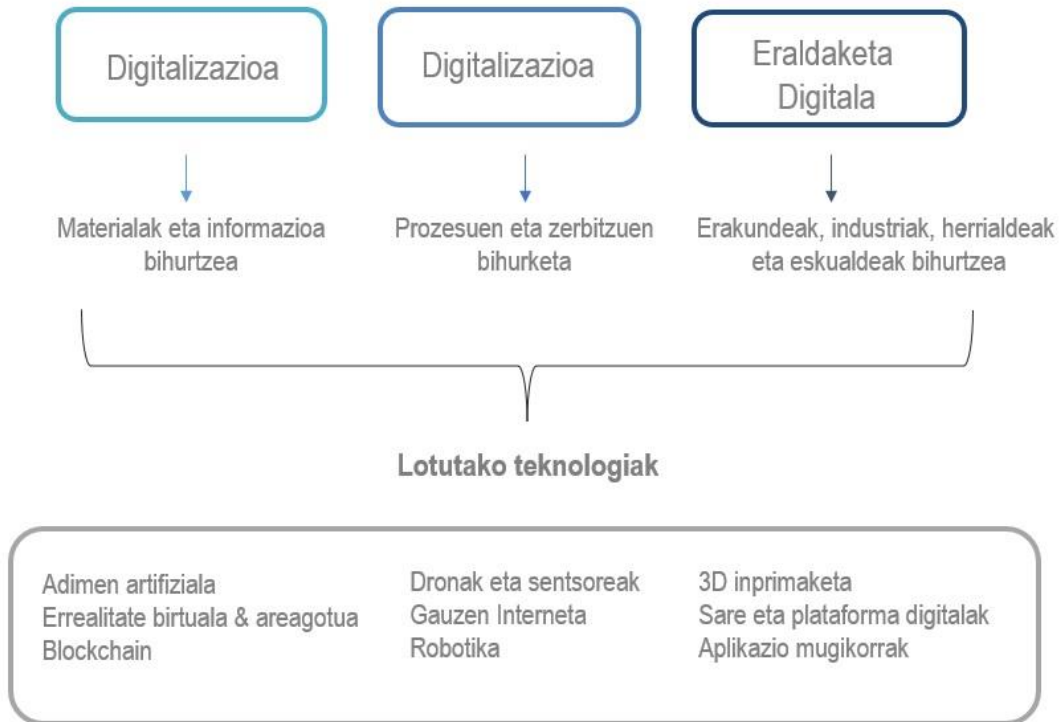 Digitalizazioa
Digitalizazioa
Eraldaketa
Digitala
Materialak eta informazioa
bihurtzea
Prozesuen eta zerbitzuen
bihurketa
Erakundeak, industriak, herrialdeak
eta eskualdeak bihurtzea
Lotutako teknologiak
Adimen artifiziala
Errealitate birtuala & areagotua
Blockchain
Dronak eta sentsoreak
Gauzen Interneta
Robotika
3D inprimaketa
Sare eta plataforma digitalak
Aplikazio mugikorrak